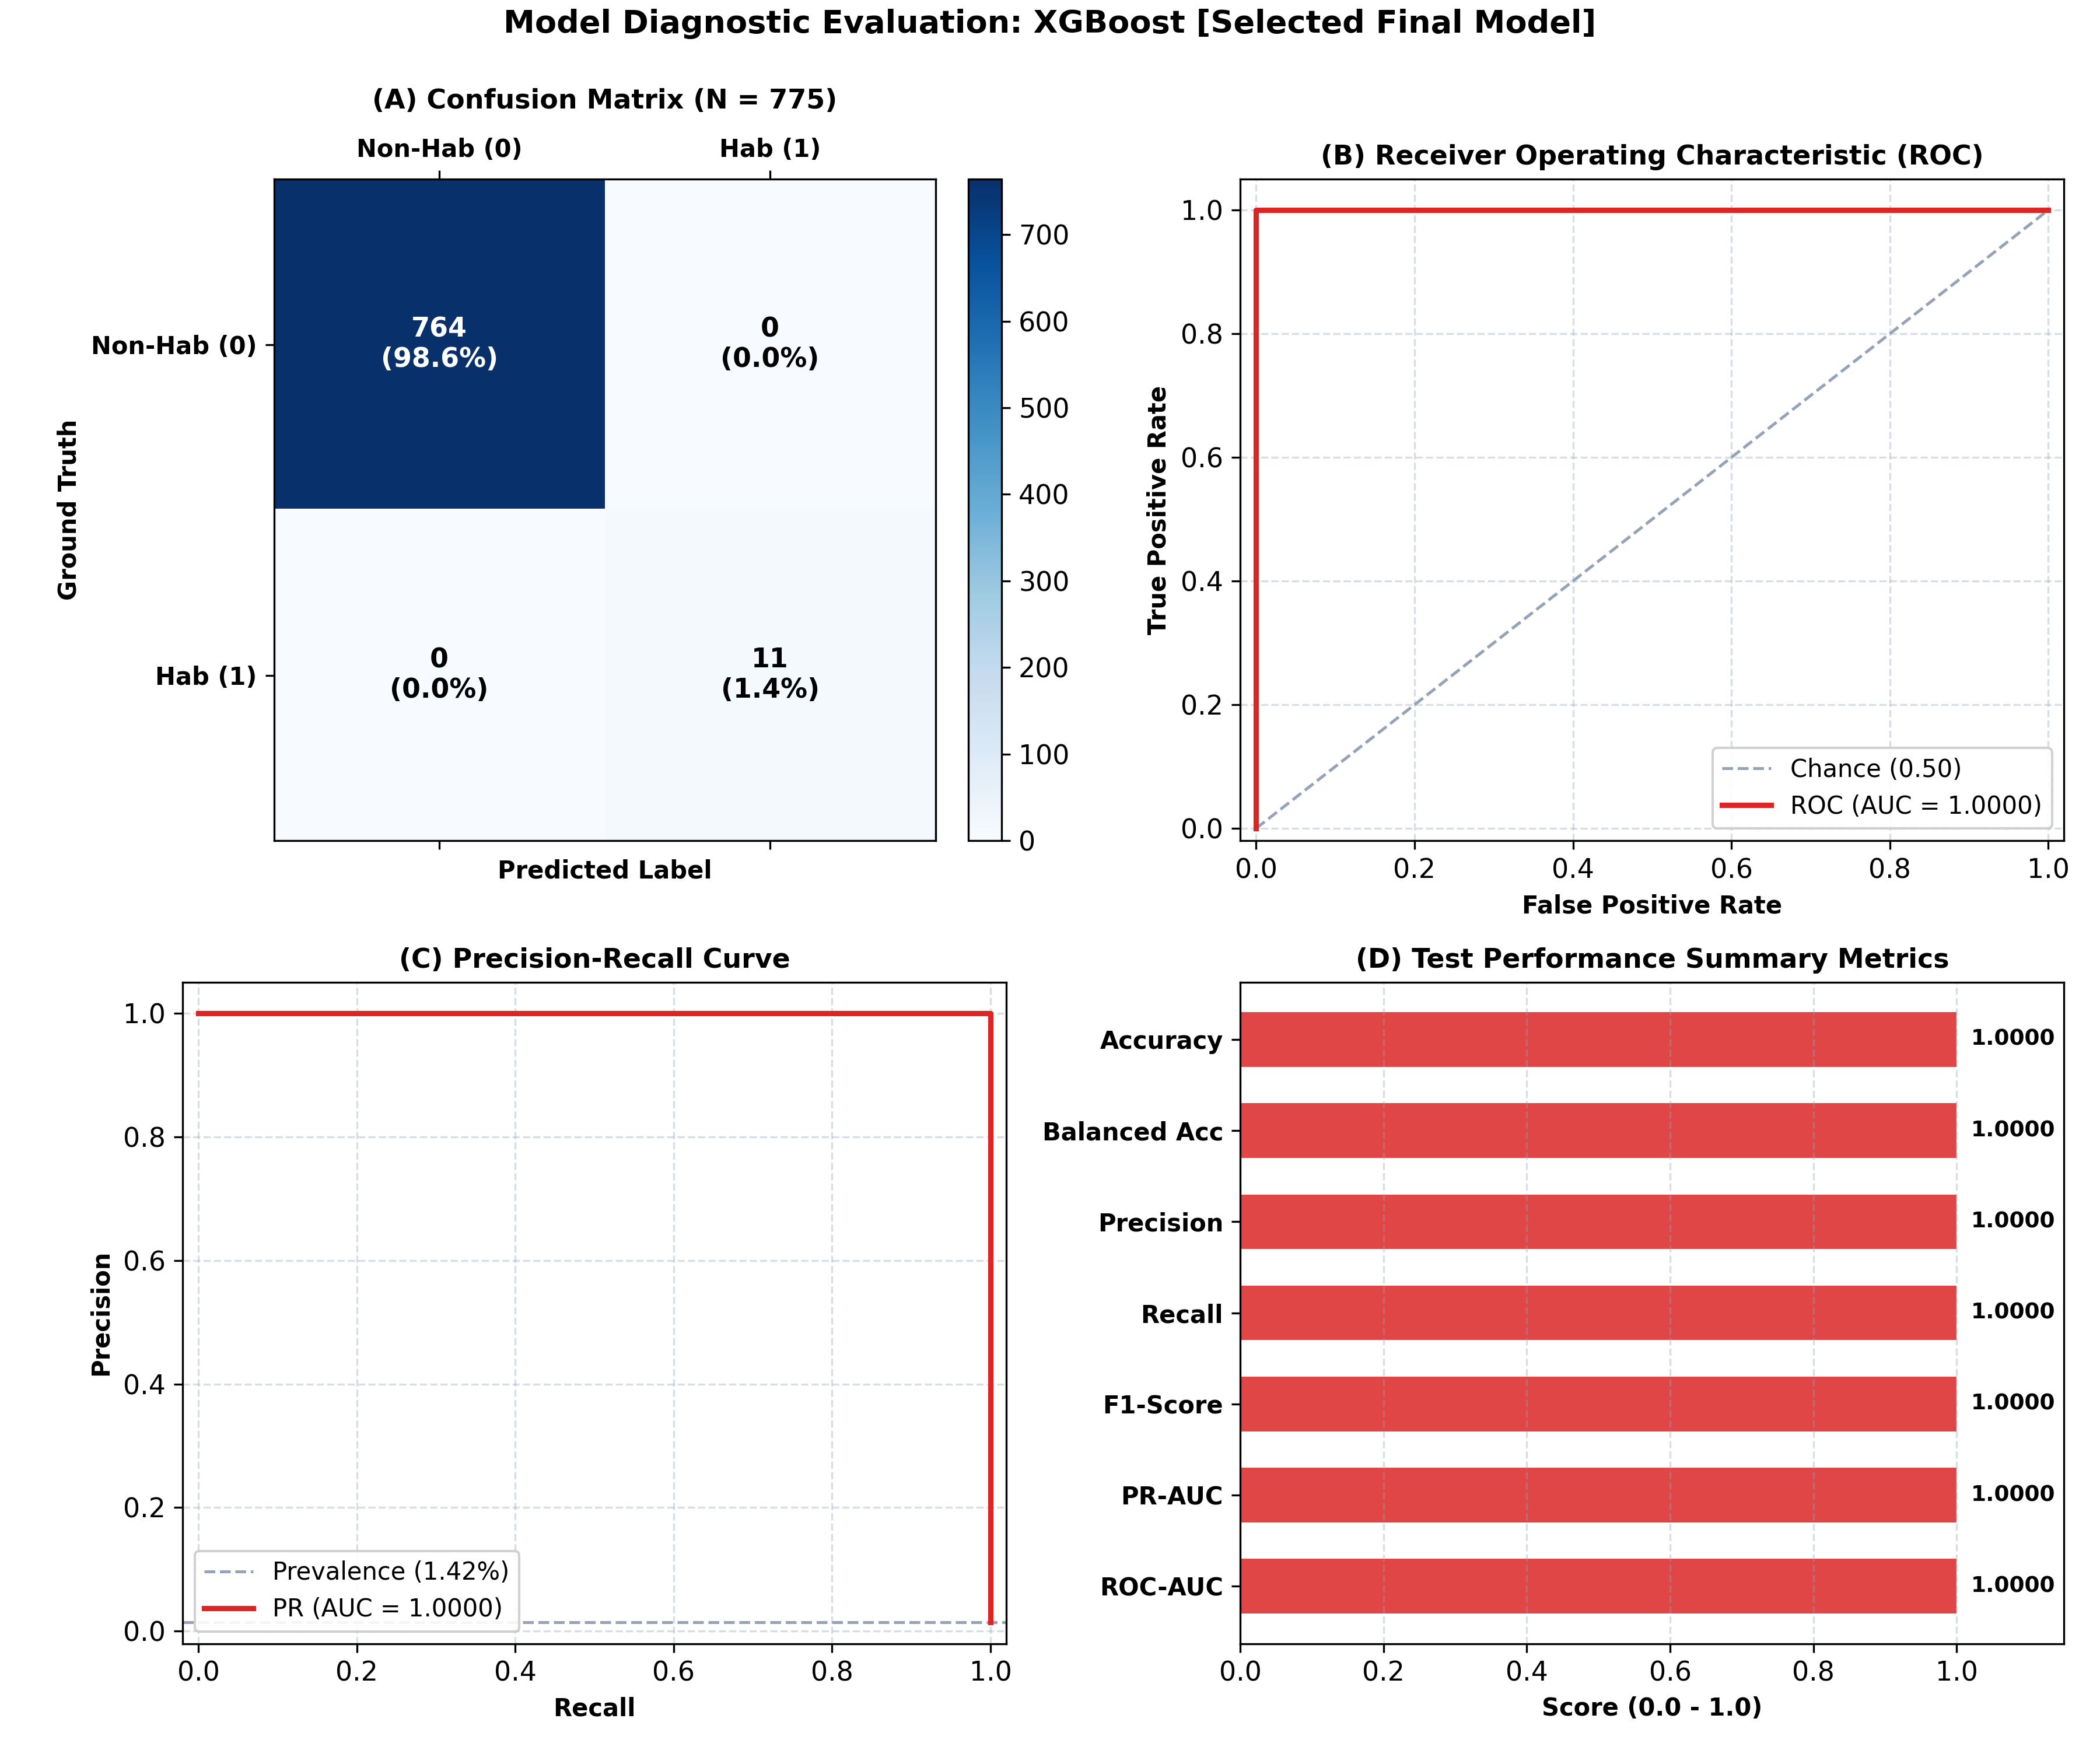 Model Diagnostic Evaluation: XGBoost [Selected Final Model]
(A) Confusion Matrix (N = 775)
Non-Hab (0)
Hab (1)
Ground Truth
Non-Hab (0)
Hab (1)
764
(98.6%)
0
(0.0%)
0
(0.0%)
11
(1.4%)
Predicted Label
700
600
500
400
300
200
100
0
(B) Receiver Operating Characteristic (ROC)
True Positive Rate
1.0
0.8
0.6
0.4
0.2
0.0
Chance (0.50)
ROC (AUC = 1.0000)
0.0 0.2 0.4 0.6 0.8 1.0
False Positive Rate
(C) Precision-Recall Curve
Precision
1.0
0.8
0.6
0.4
0.2
0.0
Prevalence (1.42%)
PR (AUC = 1.0000)
0.0 0.2 0.4 0.6 0.8 1.0
Recall
(D) Test Performance Summary Metrics
Accuracy 1.0000
Balanced Acc 1.0000
Precision 1.0000
Recall 1.0000
F1-Score 1.0000
PR-AUC 1.0000
ROC-AUC 1.0000
0.0 0.2 0.4 0.6 0.8 1.0
Score (0.0 - 1.0)